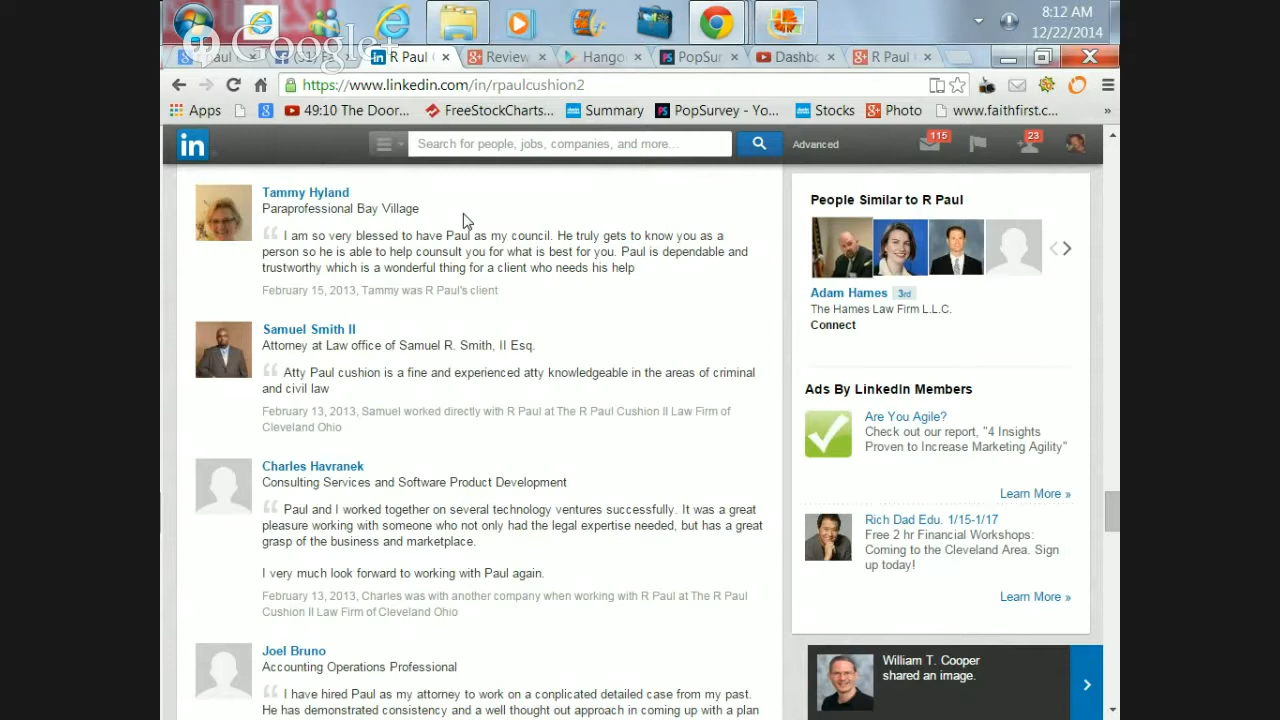 8:12 AM
12/22/2014
Google+
R Paul
Review
Hango
PopSur
Dashb
R Paul
https://www.linkedin.com/in/rpaulcushion2
Apps
49:10 The Door...
FreeStockCharts...
Summary
PopSurvey - Yo...
Stocks
Photo
www.faithfirst.c...
»
in
Search for people, jobs, companies, and more...
Advanced
115
23
Tammy Hyland
Paraprofessional Bay Village
“ I am so very blessed to have Paul as my council. He truly gets to know you as a
person so he is able to help counsult you for what is best for you. Paul is dependable and
trustworthy which is a wonderful thing for a client who needs his help
February 15, 2013, Tammy was R Paul's client
Samuel Smith II
Attorney at Law office of Samuel R. Smith, II Esq.
“ Atty Paul cushion is a fine and experienced atty knowledgeable in the areas of criminal
and civil law
February 13, 2013, Samuel worked directly with R Paul at The R Paul Cushion II Law Firm of
Cleveland Ohio
Charles Havranek
Consulting Services and Software Product Development
“ Paul and I worked together on several technology ventures successfully. It was a great
pleasure working with someone who not only had the legal expertise needed, but has a great
grasp of the business and marketplace.
I very much look forward to working with Paul again.
February 13, 2013, Charles was with another company when working with R Paul at The R Paul
Cushion II Law Firm of Cleveland Ohio
Joel Bruno
Accounting Operations Professional
“ I have hired Paul as my attorney to work on a complicated detailed case from my past.
He has demonstrated consistency and a well thought out approach in coming up with a plan
People Similar to R Paul
Adam Hames 3rd
The Hames Law Firm L.L.C.
Connect
Ads By LinkedIn Members
Are You Agile?
Check out our report, "4 Insights
Proven to Increase Marketing Agility"
Learn More »
Rich Dad Edu. 1/15-1/17
Free 2 hr Financial Workshops:
Coming to the Cleveland Area. Sign
up today!
Learn More »
William T. Cooper
shared an image.